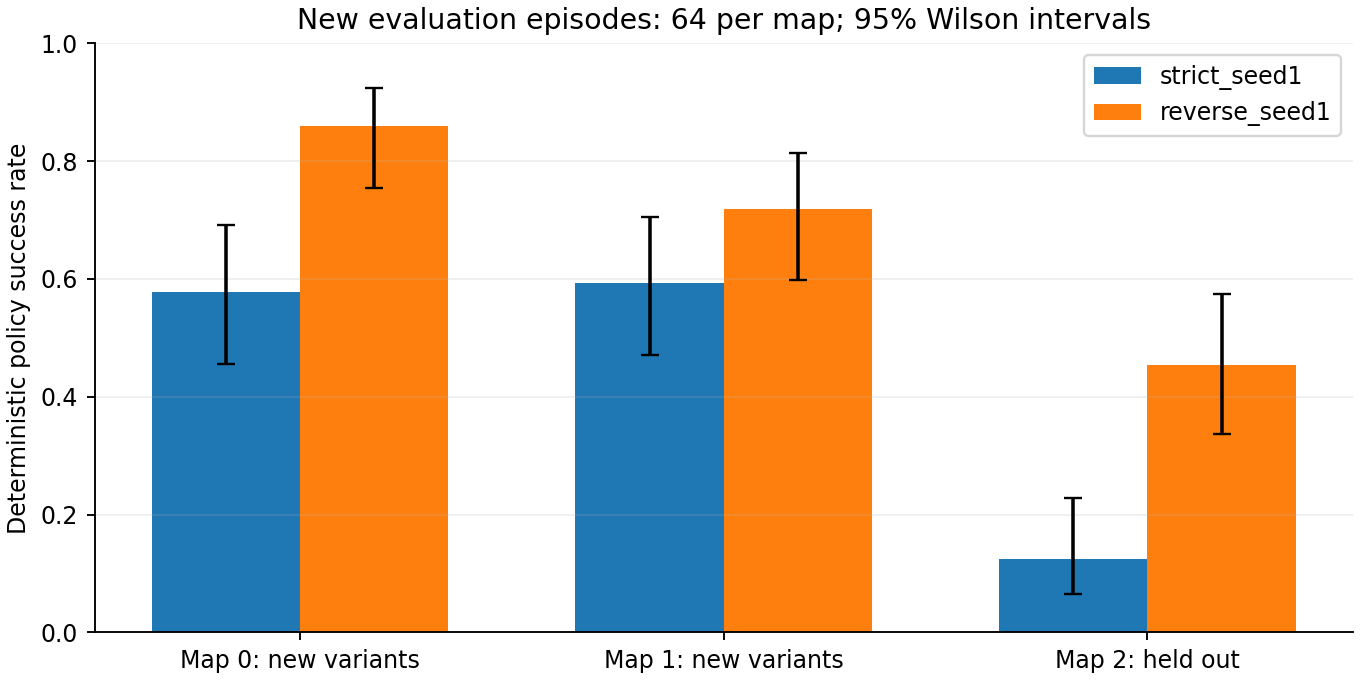 New evaluation episodes: 64 per map; 95% Wilson intervals
Deterministic policy success rate
1.0
0.8
0.6
0.4
0.2
0.0
strict_seed1
reverse_seed1
Map 0: new variants
Map 1: new variants
Map 2: held out